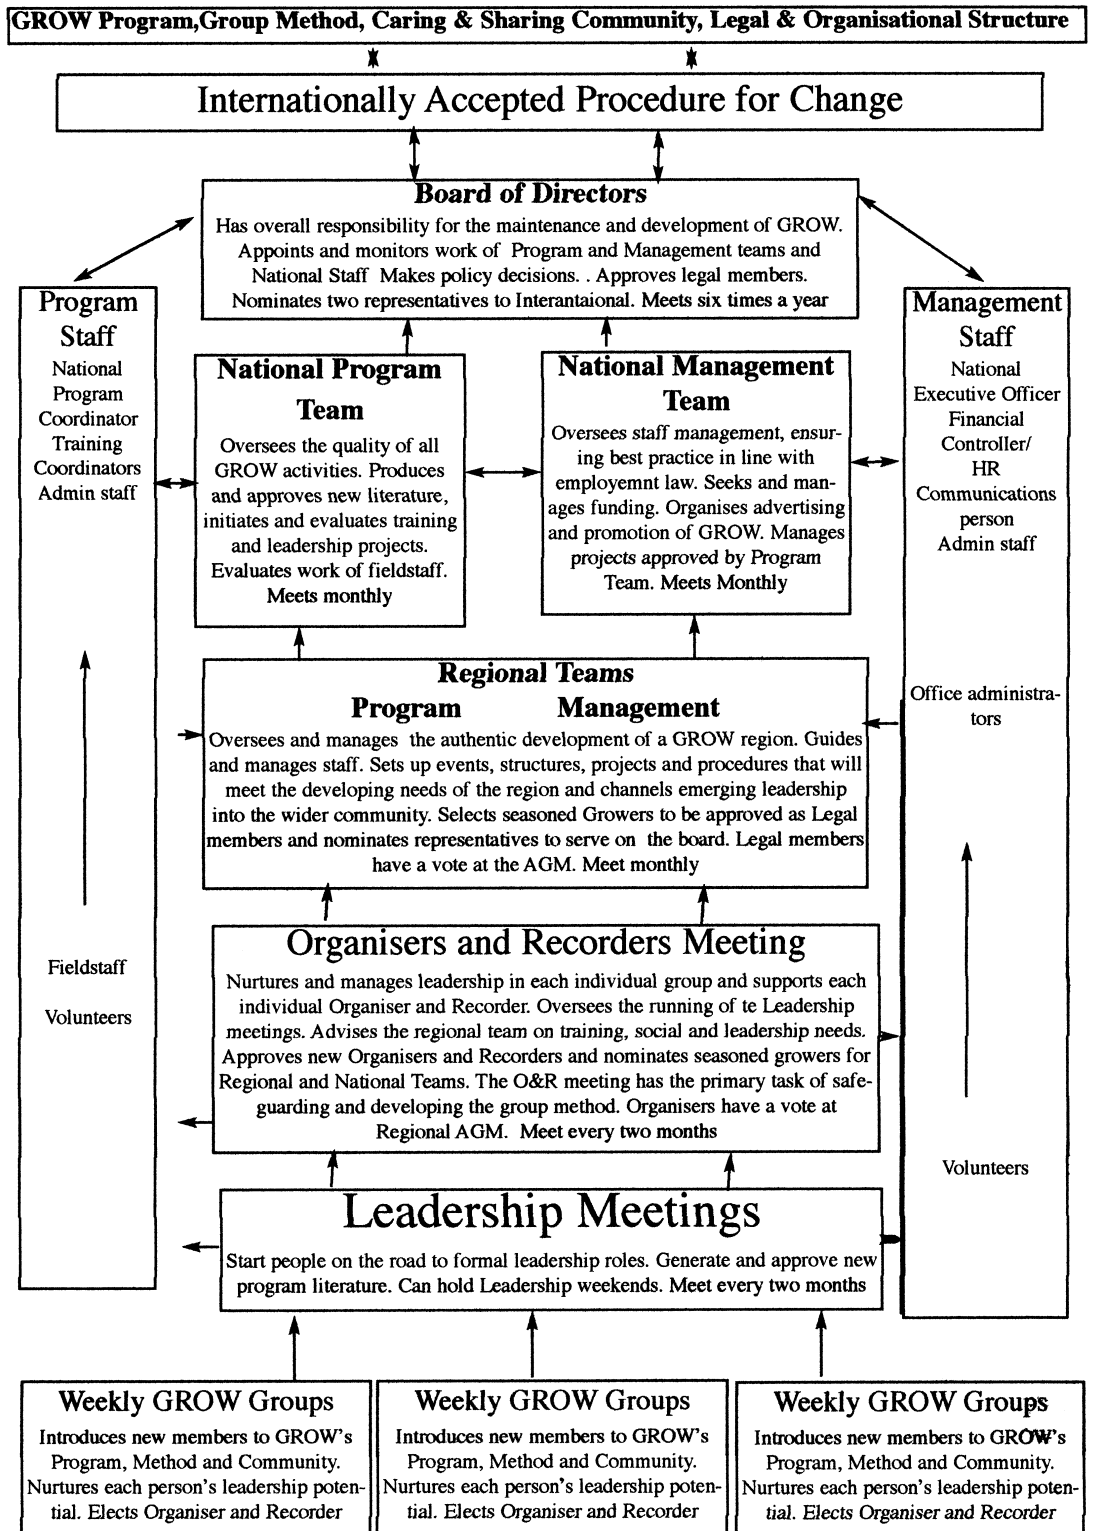 GROW Program,Group Method, Caring & Sharing Community, Legal & Organisational Structure
Internationally Accepted Procedure for Change
Board of Directors
Has overall responsibility for the maintenance and development of GROW.
Appoints and monitors work of Program and Management teams and
National Staff Makes policy decisions. . Approves legal members.
Nominates two representatives to Interantaional. Meets six times a year
Program
Staff
National
Program
Coordinator
Training
Coordinators
Admin staff
Fieldstaff
Volunteers
National Program
Team
Oversees the quality of all
GROW activities. Produces
and approves new literature,
initiates and evaluates training
and leadership projects.
Evaluates work of fieldstaff.
Meets monthly
National Management
Team
Oversees staff management, ensur-
ing best practice in line with
employemnt law. Seeks and man-
ages funding. Organises advertising
and promotion of GROW. Manages
projects approved by Program
Team. Meets Monthly
Management
Staff
National
Executive Officer
Financial
Controller/
HR
Communications
person
Admin staff
Office administra-
tors
Volunteers
Regional Teams
Program Management
Oversees and manages the authentic development of a GROW region. Guides
and manages staff. Sets up events, structures, projects and procedures that will
meet the developing needs of the region and channels emerging leadership
into the wider community. Selects seasoned Growers to be approved as Legal
members and nominates representatives to serve on the board. Legal members
have a vote at the AGM. Meet monthly
Organisers and Recorders Meeting
Nurtures and manages leadership in each individual group and supports each
individual Organiser and Recorder. Oversees the running of te Leadership
meetings. Advises the regional team on training, social and leadership needs.
Approves new Organisers and Recorders and nominates seasoned growers for
Regional and National Teams. The O&R meeting has the primary task of safe-
guarding and developing the group method. Organisers have a vote at
Regional AGM. Meet every two months
Leadership Meetings
Start people on the road to formal leadership roles. Generate and approve new
program literature. Can hold Leadership weekends. Meet every two months
Weekly GROW Groups
Introduces new members to GROW's
Program, Method and Community.
Nurtures each person's leadership poten-
tial. Elects Organiser and Recorder
Weekly GROW Groups
Introduces new members to GROW's
Program, Method and Community.
Nurtures each person's leadership poten-
tial. Elects Organiser and Recorder
Weekly GROW Groups
Introduces new members to GROW's
Program, Method and Community.
Nurtures each person's leadership poten-
tial. Elects Organiser and Recorder